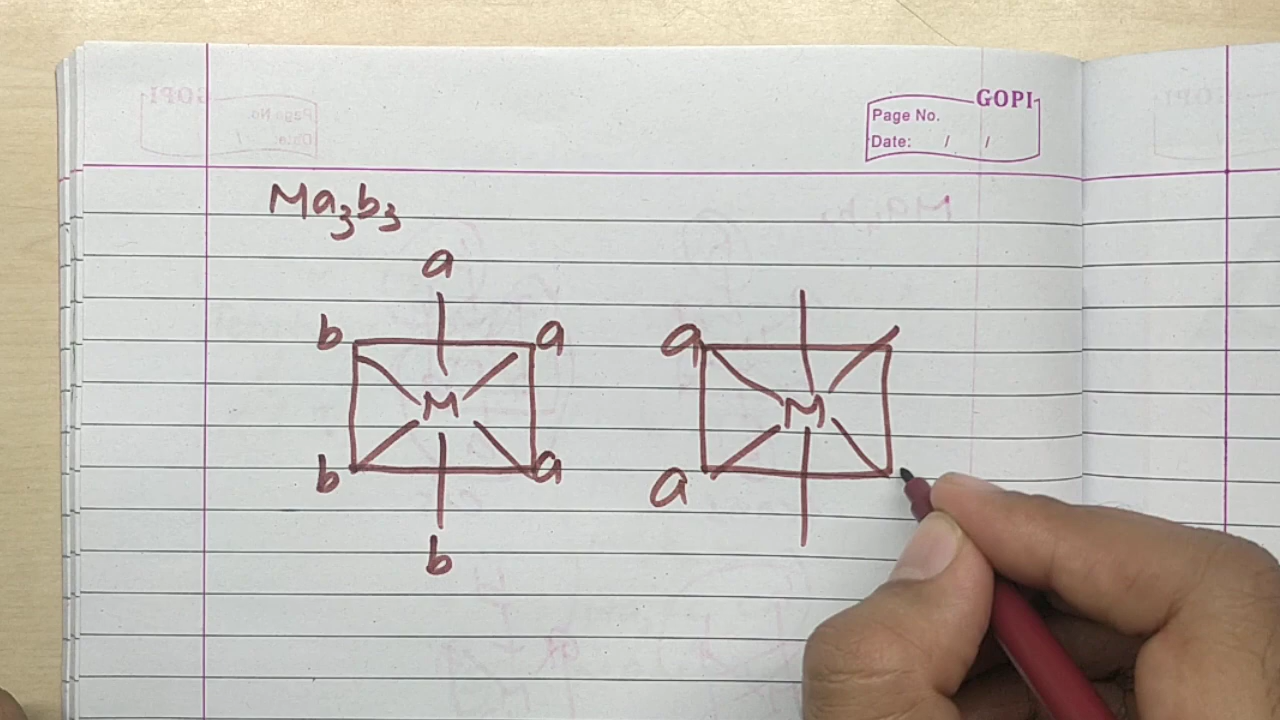 GOPI
Page No.
Date: / /
Ma₃b₃
a
b a a
M M
b a a
b